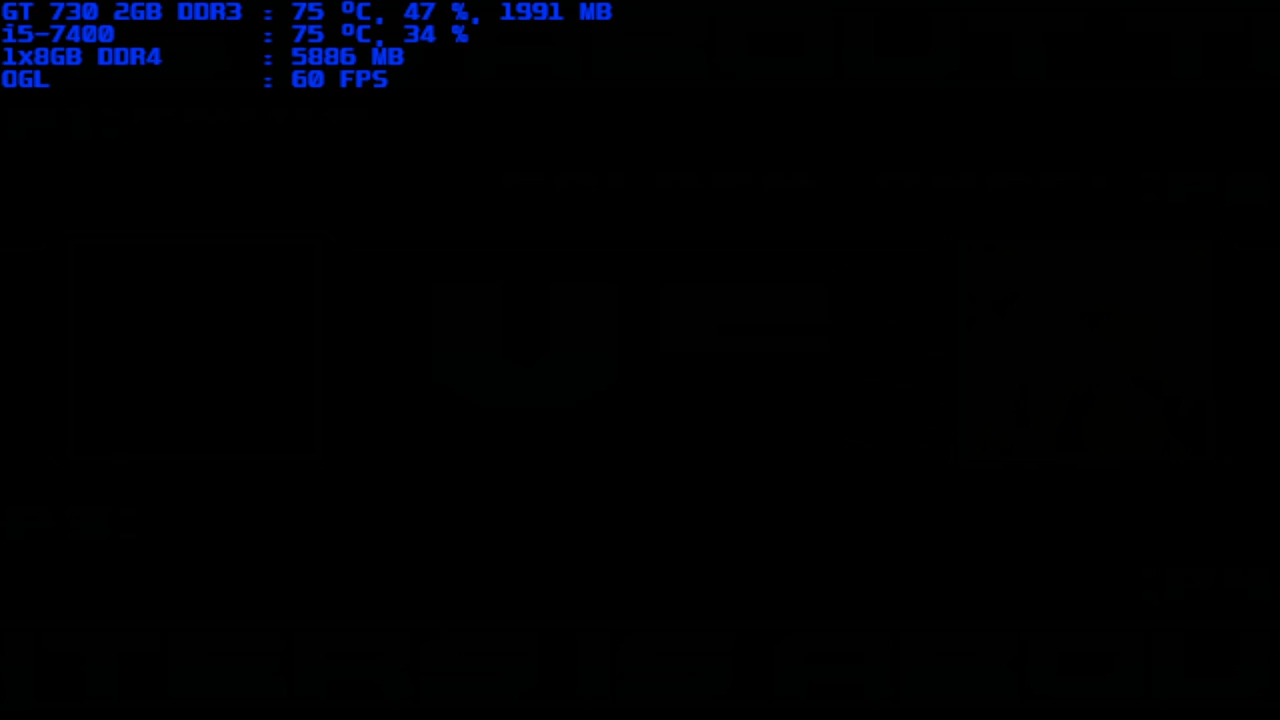 GT 730 2GB DDR3 : 75 ºC, 47 %, 1991 MB
i5-7400 : 75 ºC, 34 %
1x8GB DDR4 : 5886 MB
OGL : 60 FPS